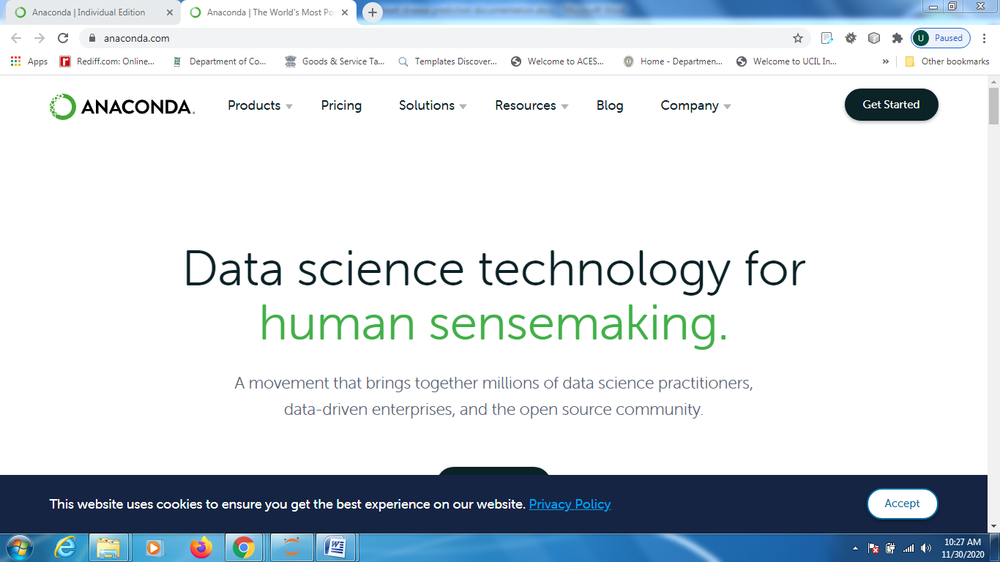 Anaconda | Individual Edition
Anaconda | The World's Most Po
anaconda.com
U Paused
Apps Rediff.com: Online... Department of Co... Goods & Service Ta... Templates Discover... Welcome to ACES... Home - Departmen... Welcome to UCIL In... » Other bookmarks
ANACONDA. Products Pricing Solutions Resources Blog Company Get Started
Data science technology for
human sensemaking.
A movement that brings together millions of data science practitioners,
data-driven enterprises, and the open source community.
This website uses cookies to ensure you get the best experience on our website. Privacy Policy Accept
10:27 AM
11/30/2020